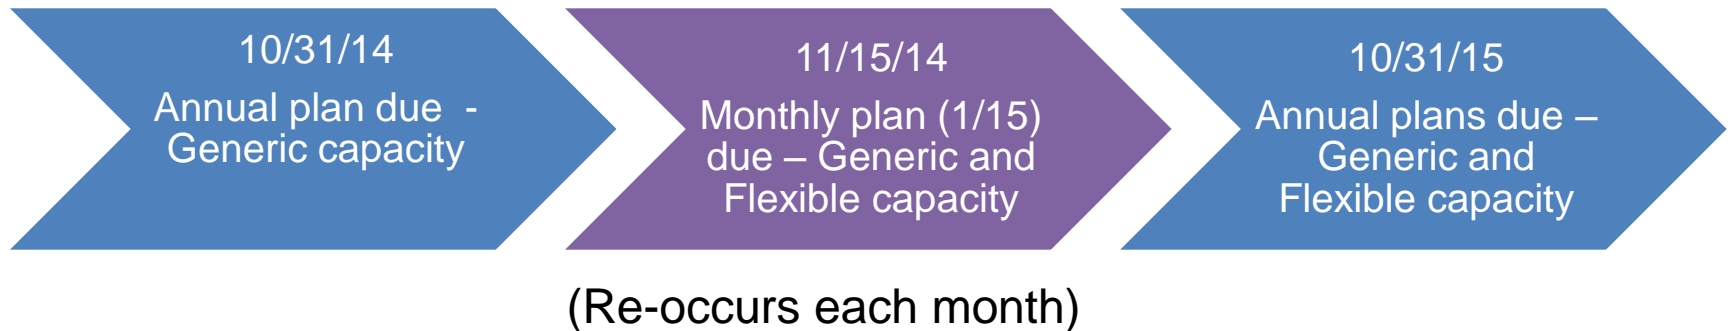 10/31/14
Annual plan due -
Generic capacity
11/15/14
Monthly plan (1/15)
due – Generic and
Flexible capacity
10/31/15
Annual plans due –
Generic and
Flexible capacity
(Re-occurs each month)